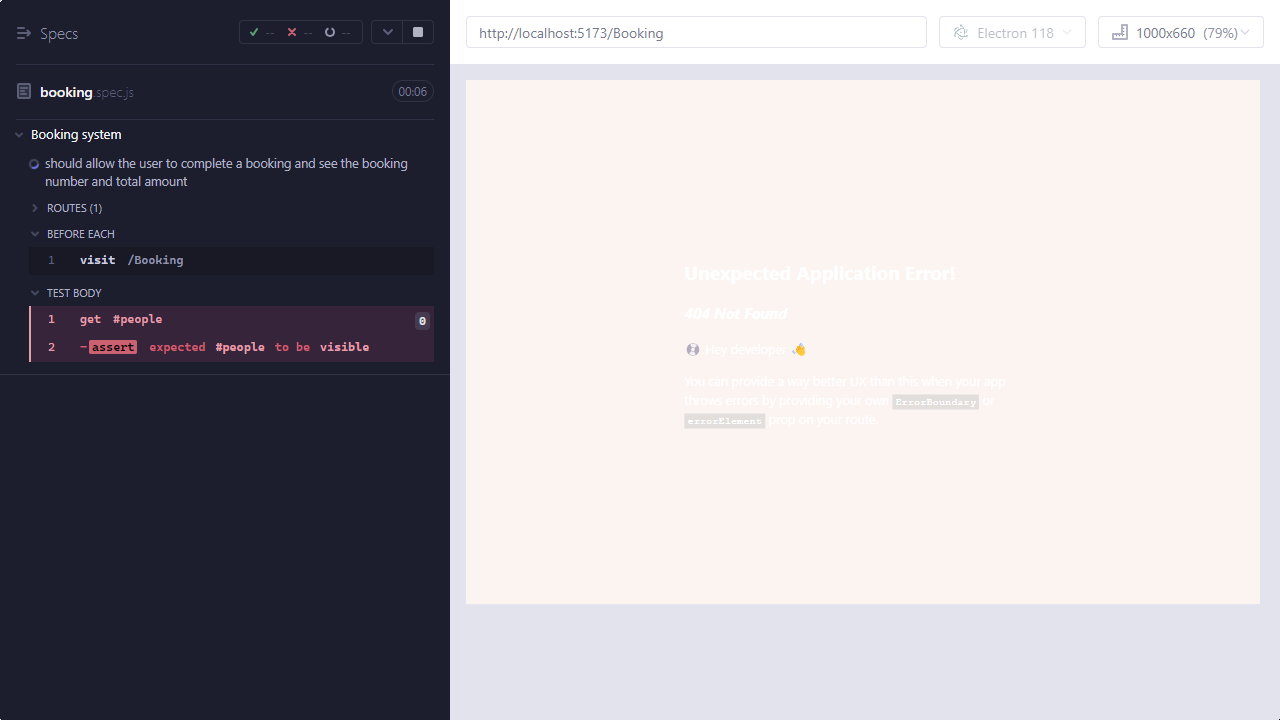 Specs
-- -- --
booking.spec.js 00:06
Booking system
should allow the user to complete a booking and see the booking
number and total amount
ROUTES (1)
BEFORE EACH
1 visit /Booking
TEST BODY
1 get #people 0
2 -assert expected #people to be visible
http://localhost:5173/Booking
Electron 118
1000x660 (79%)
Unexpected Application Error!
404 Not Found
💿 Hey developer 👋
You can provide a way better UX than this when your app
throws errors by providing your own ErrorBoundary or
errorElement prop on your route.